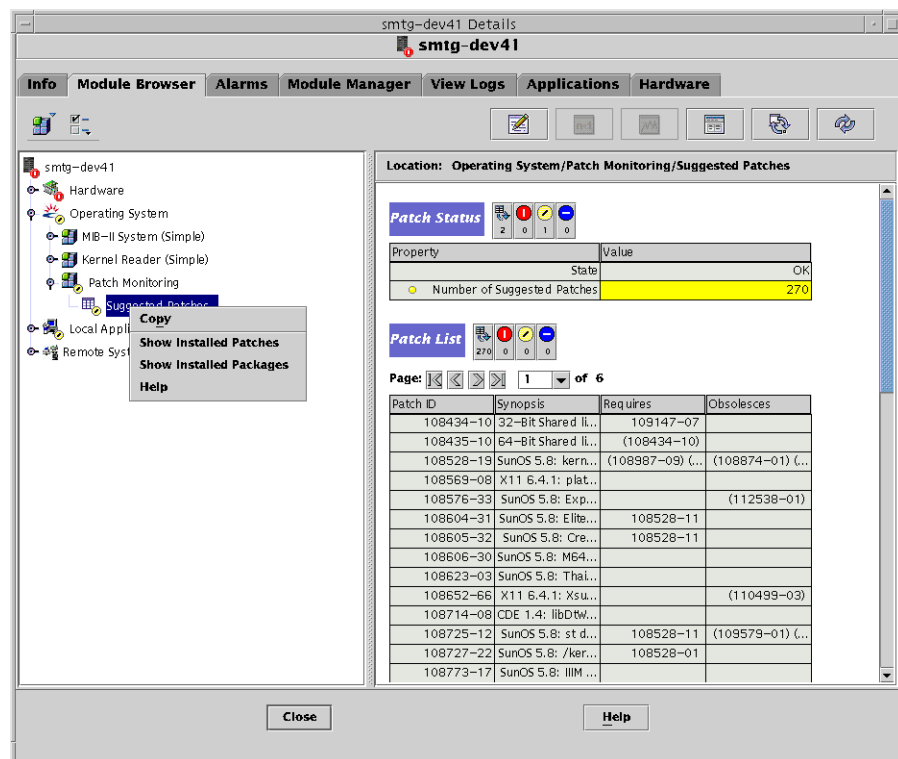 smtg-dev41 Details
smtg-dev41
Info Module Browser Alarms Module Manager View Logs Applications Hardware
smtg-dev41
Hardware
Operating System
MIB-II System (Simple)
Kernel Reader (Simple)
Patch Monitoring
Suggested Patches
Local Appli
Remote Syst
Copy
Show Installed Patches
Show Installed Packages
Help
Location: Operating System/Patch Monitoring/Suggested Patches
Patch Status 2 0 1 0
Property Value
State OK
Number of Suggested Patches 270
Patch List 270 0 0 0
Page: 1 of 6
Patch ID Synopsis Requires Obsolesces
108434-10 32-Bit Shared li... 109147-07
108435-10 64-Bit Shared li... (108434-10)
108528-19 SunOS 5.8: kern... (108987-09) (... (108874-01) (...
108569-08 X11 6.4.1: plat...
108576-33 SunOS 5.8: Exp... (112538-01)
108604-31 SunOS 5.8: Elite... 108528-11
108605-32 SunOS 5.8: Cre... 108528-11
108606-30 SunOS 5.8: M64...
108623-03 SunOS 5.8: Thai...
108652-66 X11 6.4.1: Xsu... (110499-03)
108714-08 CDE 1.4: libDtW...
108725-12 SunOS 5.8: st d... 108528-11 (109579-01) (...
108727-22 SunOS 5.8: /ker... 108528-01
108773-17 SunOS 5.8: IIIM ...
Close Help